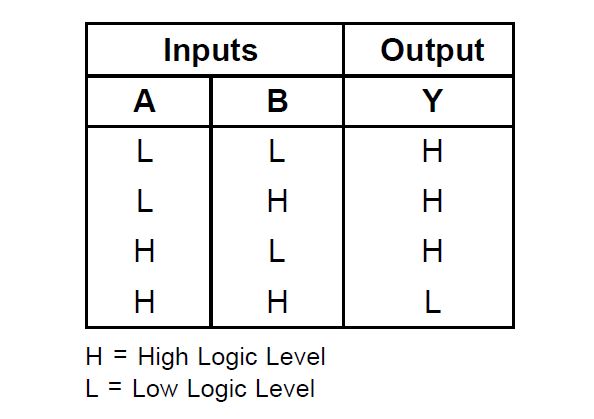 Inputs Output
A B Y
L L H
L H H
H L H
H H L
H = High Logic Level
L = Low Logic Level